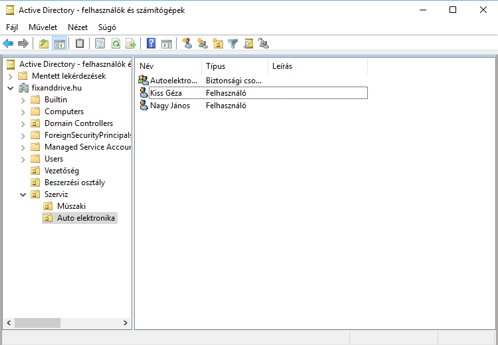 Active Directory - felhasználók és számítógépek
Fájl Művelet Nézet Súgó
Active Directory - felhasználók é
Mentett lekérdezések
fixanddrive.hu
Builtin
Computers
Domain Controllers
ForeignSecurityPrincipals
Managed Service Accour
Users
Vezetőség
Beszerzési osztály
Szerviz
Műszaki
Auto elektronika
Név Típus Leírás
Autoelektro... Biztonsági cso...
Kiss Géza Felhasználó
Nagy János Felhasználó